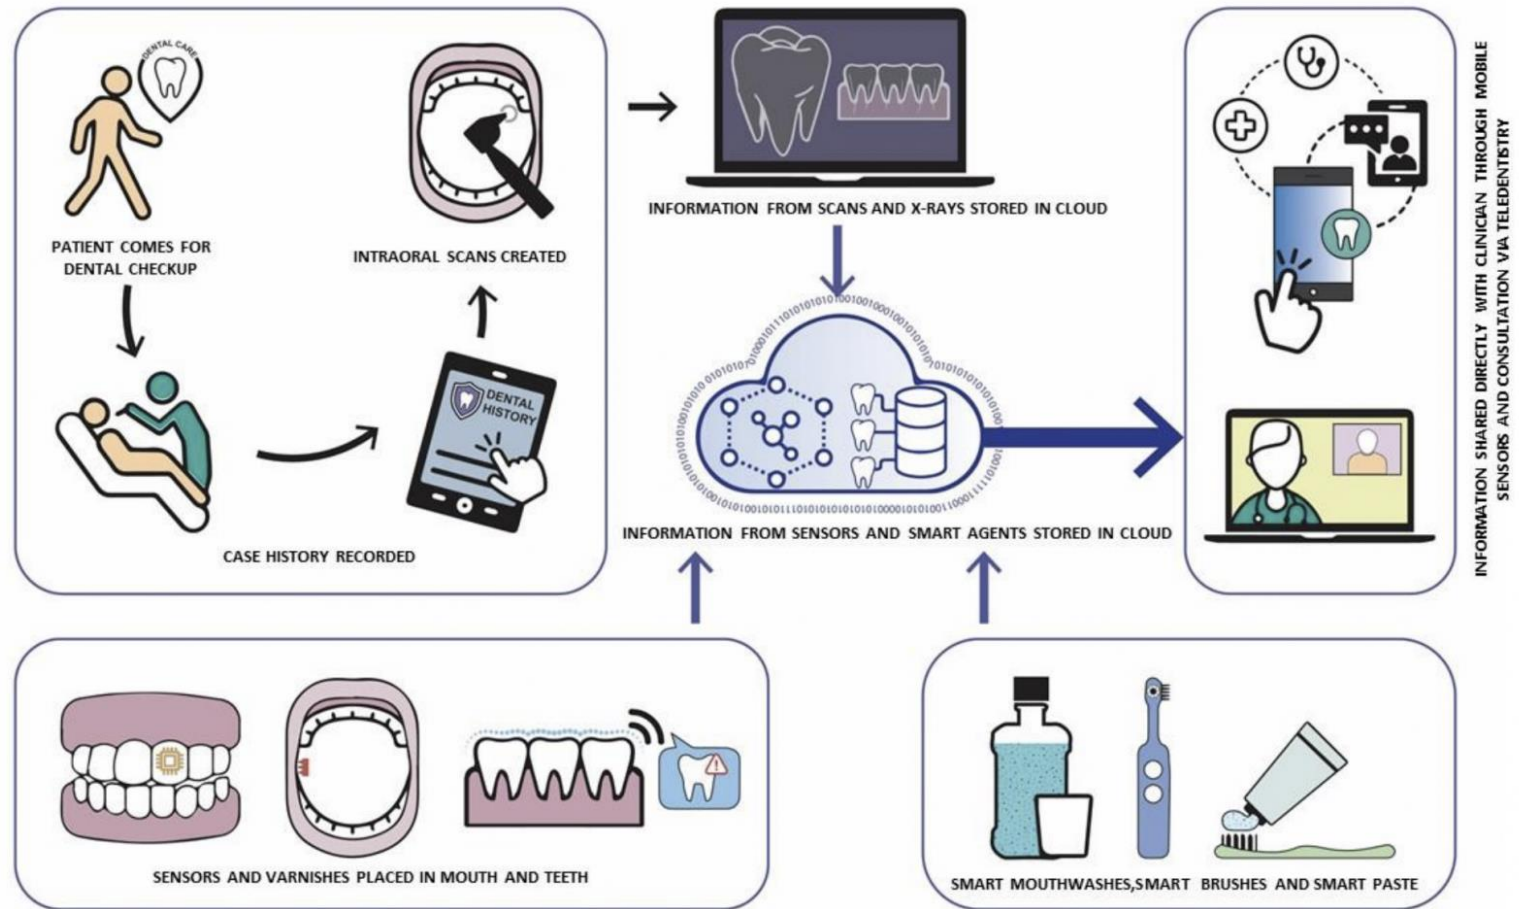 DENTAL CARE
PATIENT COMES FOR
DENTAL CHECKUP
INTRAORAL SCANS CREATED
DENTAL
HISTORY
CASE HISTORY RECORDED
INFORMATION FROM SCANS AND X-RAYS STORED IN CLOUD
INFORMATION FROM SENSORS AND SMART AGENTS STORED IN CLOUD
INFORMATION SHARED DIRECTLY WITH CLINICIAN THROUGH MOBILE
SENSORS AND CONSULTATION VIA TELEDENTISTRY
SENSORS AND VARNISHES PLACED IN MOUTH AND TEETH
SMART MOUTHWASHES,SMART BRUSHES AND SMART PASTE